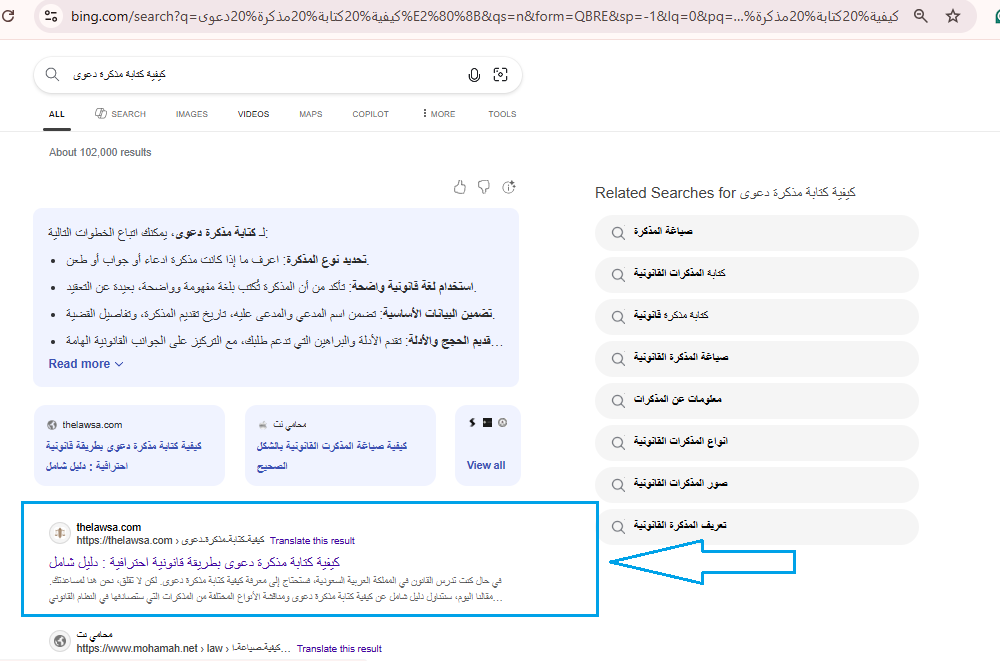 bing.com/search?q=كيفية%20كتابة%20مذكرة%20دعوى%E2%80%8B&qs=n&form=QBRE&sp=-1&lq=0&pq=كيفية%20كتابة%20مذكرة%...
كيفية كتابة مذكرة دعوى
ALL SEARCH IMAGES VIDEOS MAPS COPILOT MORE TOOLS
About 102,000 results
لـ كتابة مذكرة دعوى، يمكنك اتباع الخطوات التالية:
تحديد نوع المذكرة: اعرف ما إذا كانت مذكرة ادعاء أو جواب أو طعن.
استخدام لغة قانونية واضحة: تأكد من أن المذكرة تُكتب بلغة مفهومة وواضحة، بعيدة عن التعقيد.
تضمين البيانات الأساسية: تضمن اسم المدعي والمدعى عليه، تاريخ تقديم المذكرة، وتفاصيل القضية.
قديم الحجج والأدلة: تقدم الأدلة والبراهين التي تدعم طلبك، مع التركيز على الجوانب القانونية الهامة...
Read more
thelawsa.com
كيفية كتابة مذكرة دعوى بطريقة قانونية
احترافية : دليل شامل
محامي نت
كيفية صياغة المذكرت القانونية بالشكل
الصحيح
View all
thelawsa.com
https://thelawsa.com › كيفية-كتابة-مذكرة-دعوى Translate this result
كيفية كتابة مذكرة دعوى بطريقة قانونية احترافية : دليل شامل
في حال كنت تدرس القانون في المملكة العربية السعودية، فستحتاج إلى معرفة كيفية كتابة مذكرة دعوى. لكن لا تقلق، نحن هنا لمساعدتك.
مقالنا اليوم، سنتناول دليل شامل عن كيفية كتابة مذكرة دعوى ومناقشة الأنواع المختلفة من المذكرات التي ستصادفها في النظام القانوني...
محامي نت
https://www.mohamah.net › law › كيفية-صياغة-ا... Translate this result
Related Searches for كيفية كتابة مذكرة دعوى
صياغة المذكرة
كتابة المذكرات القانونية
كتابة مذكرة قانونية
صياغة المذكرة القانونية
معلومات عن المذكرات
انواع المذكرات القانونية
صور المذكرات القانونية
تعريف المذكرة القانونية